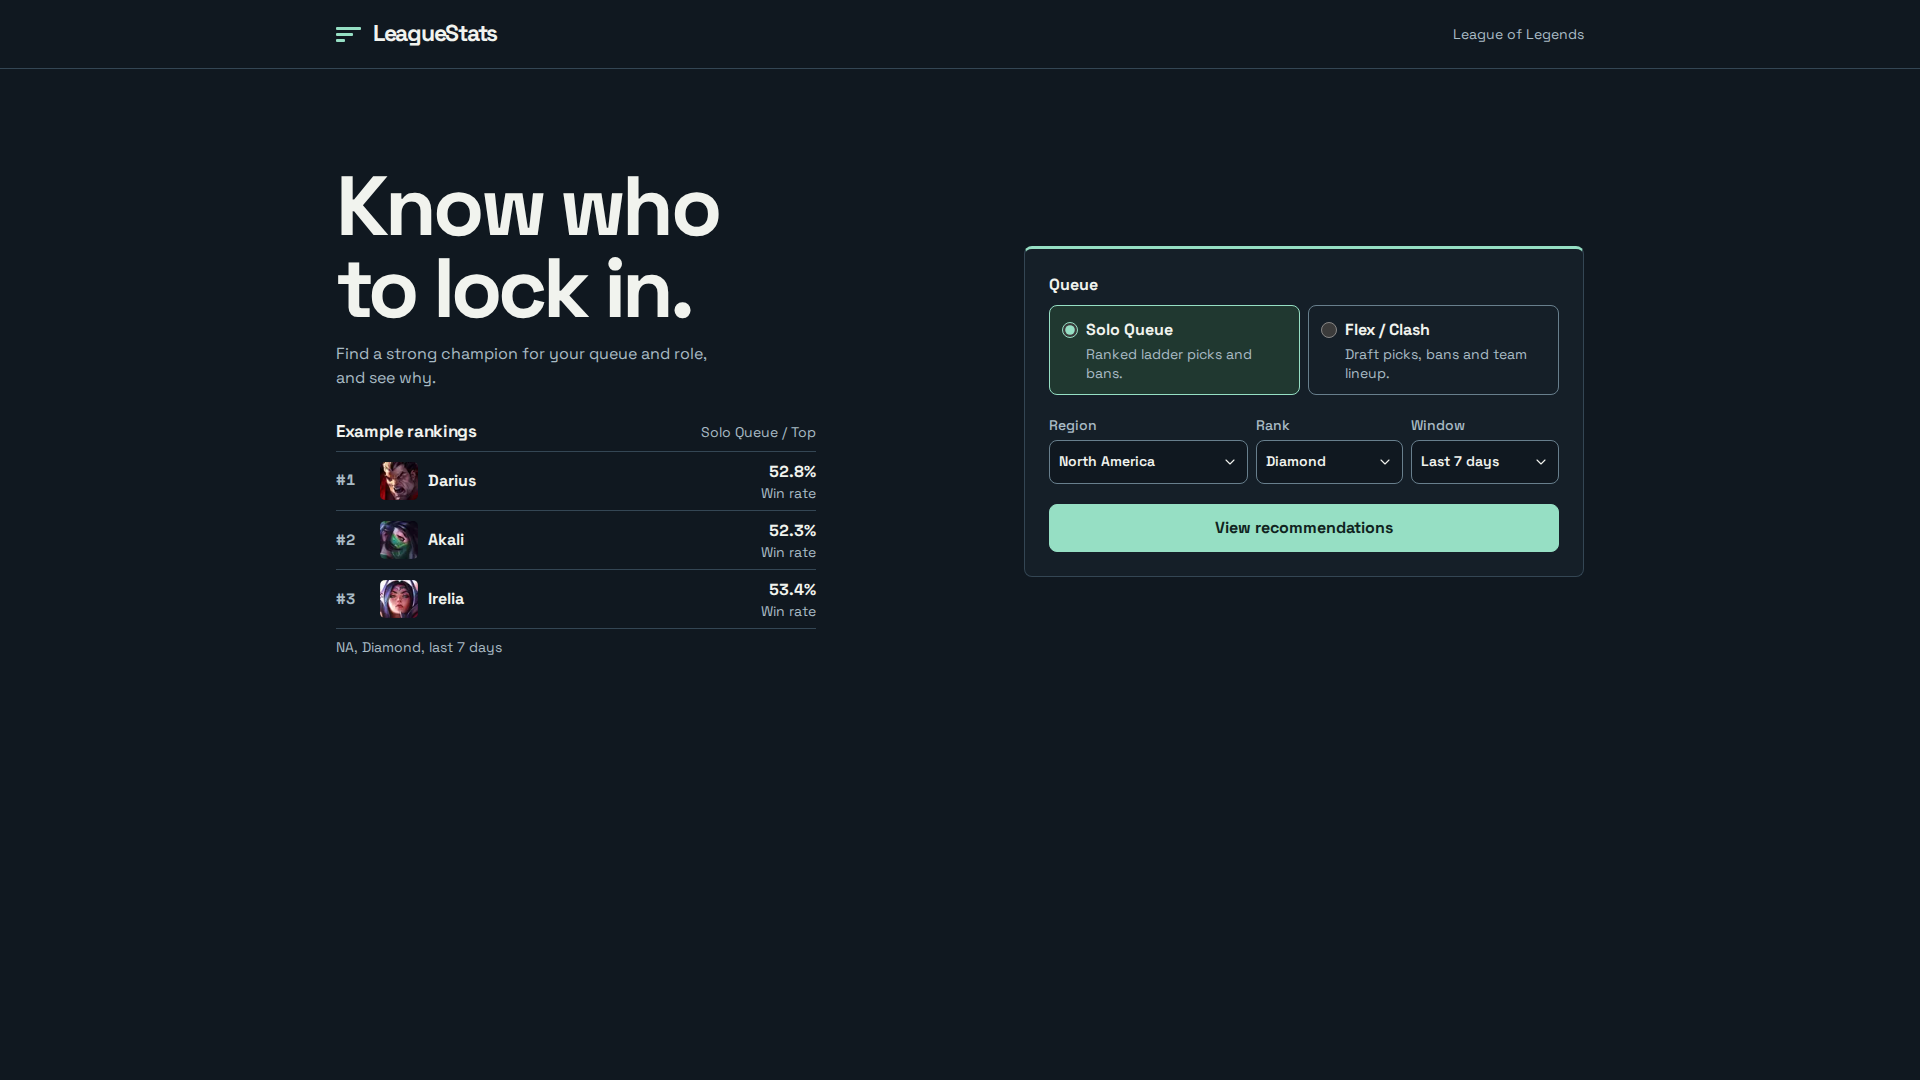 LeagueStats
League of Legends
Know who
to lock in.
Find a strong champion for your queue and role,
and see why.
Example rankings
Solo Queue / Top
#1
Darius
52.8%
Win rate
#2
Akali
52.3%
Win rate
#3
Irelia
53.4%
Win rate
NA, Diamond, last 7 days
Queue
Solo Queue
Ranked ladder picks and
bans.
Flex / Clash
Draft picks, bans and team
lineup.
Region
Rank
Window
North America
Diamond
Last 7 days
View recommendations